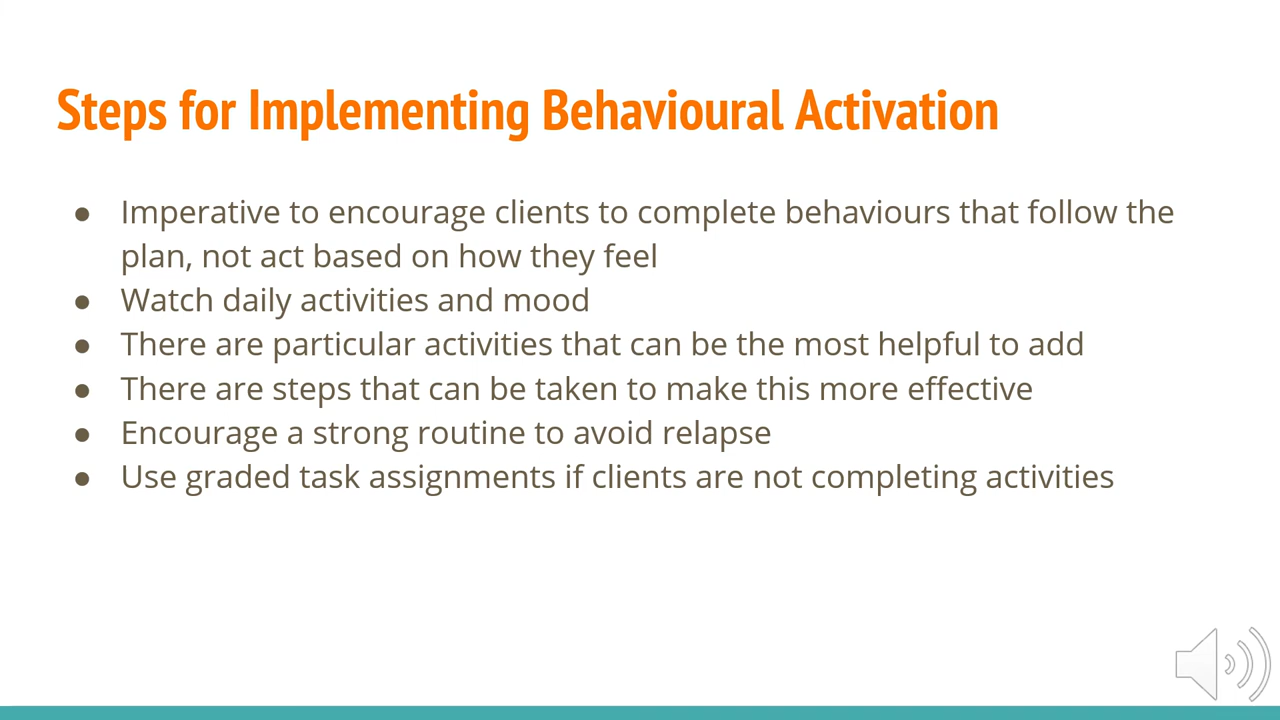 Steps for Implementing Behavioural Activation
● Imperative to encourage clients to complete behaviours that follow the
plan, not act based on how they feel
● Watch daily activities and mood
● There are particular activities that can be the most helpful to add
● There are steps that can be taken to make this more effective
● Encourage a strong routine to avoid relapse
● Use graded task assignments if clients are not completing activities